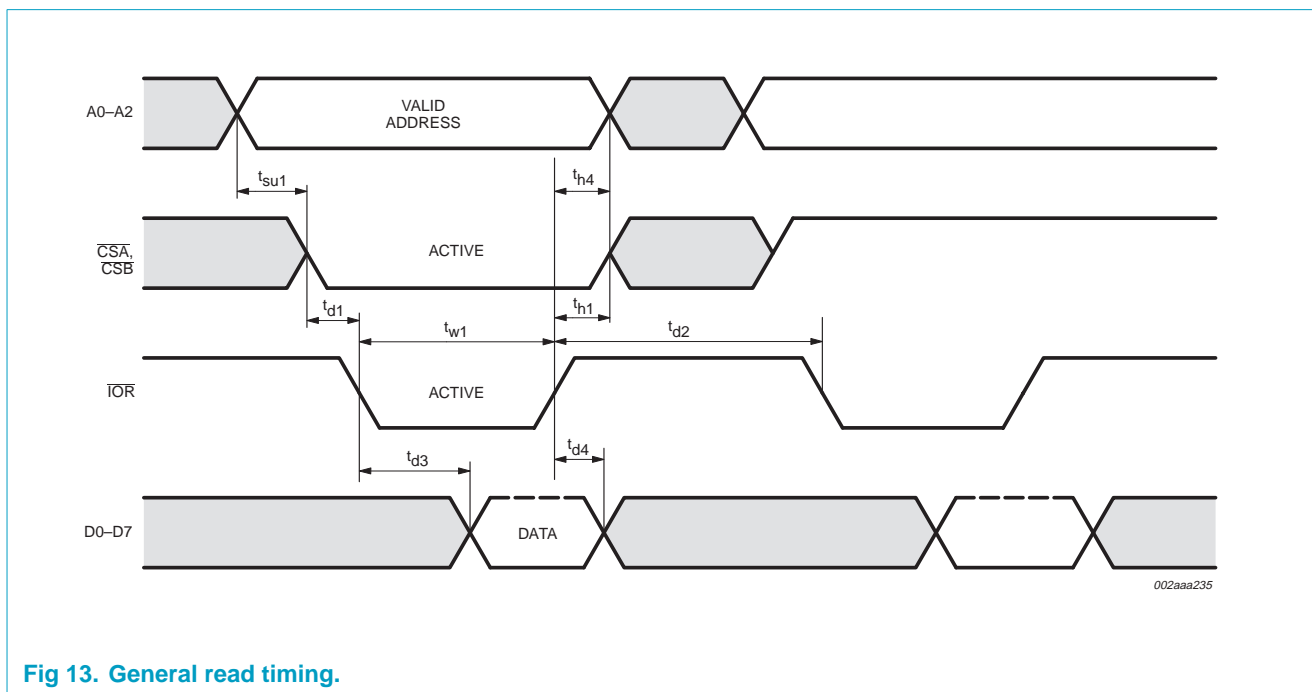 A0–A2
VALID
ADDRESS
tsu1
th4
CSA,
CSB
ACTIVE
td1
th1
tw1
td2
IOR
ACTIVE
td3
td4
D0–D7
DATA
002aaa235
Fig 13. General read timing.